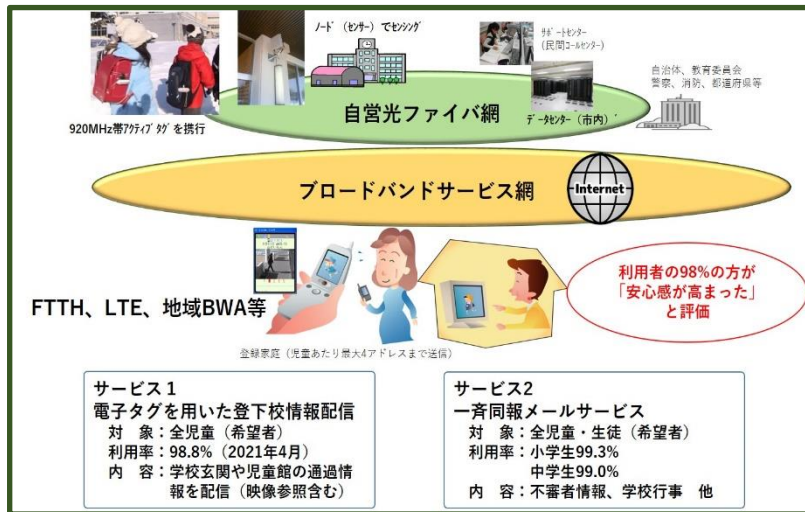 ノード（センサー）でセンシング
サポートセンター
（民間コールセンター）
自治体、教育委員会
警察、消防、都道府県等
920MHz帯アクティブタグを携行
自営光ファイバ網
データセンター（市内）
ブロードバンドサービス網
Internet
FTTH、LTE、地域BWA等
利用者の98%の方が
「安心感が高まった」
と評価
登録家庭（児童あたり最大4アドレスまで送信）
サービス1
電子タグを用いた登下校情報配信
対　象：全児童（希望者）
利用率：98.8%（2021年4月）
内　容：学校玄関や児童館の通過情
報を配信（映像参照含む）
サービス2
一斉同報メールサービス
対　象：全児童・生徒（希望者）
利用率：小学生99.3%
中学生99.0%
内　容：不審者情報、学校行事　他